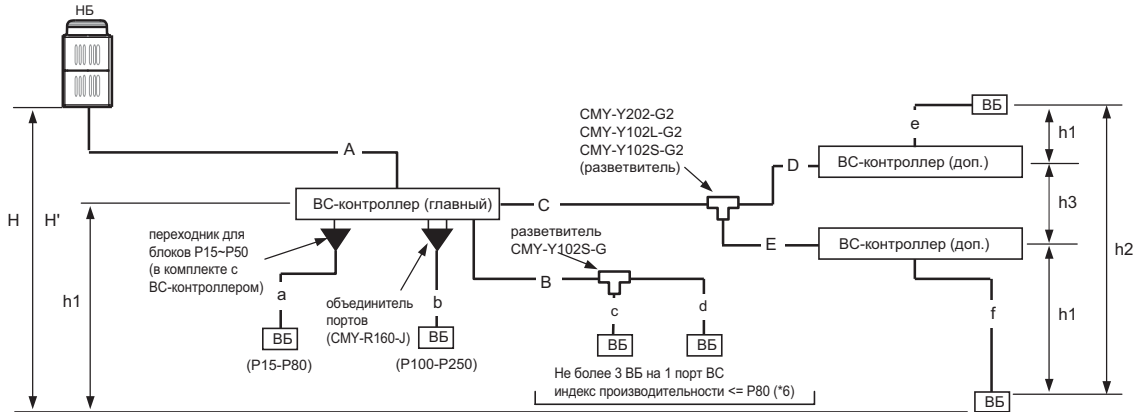 НБ
A
H
H'
h1
ВС-контроллер (главный)
C
CMY-Y202-G2
CMY-Y102L-G2
CMY-Y102S-G2
(разветвитель)
D
E
e
ВБ
ВС-контроллер (доп.)
ВС-контроллер (доп.)
h1
h3
h2
h1
f
ВБ
переходник для
блоков P15~P50
(в комплекте с
ВС-контроллером)
a
ВБ
(P15-P80)
объединитель
портов
(CMY-R160-J)
b
ВБ
(P100-P250)
разветвитель
CMY-Y102S-G
B
c
d
ВБ
ВБ
Не более 3 ВБ на 1 порт ВС
индекс производительности <= P80 (*6)